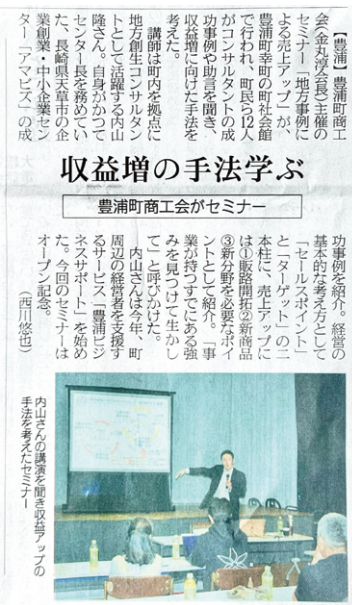 収益増の手法学ぶ
豊浦町商工会がセミナー
【豊浦】豊浦町商工
会（金丸淳会長）主催の
セミナー「地方事例に
よる売上アップ」が、
豊浦町幸町の町社会館
で行われ、町民ら12人
がコンサルタントの成
功事例や助言を聞き、
収益増に向けた手法を
考えた。
講師は町内を拠点に
地方創生コンサルタン
トとして活躍する内山
隆さん。自身がかつて
センター長を務めてい
た、長崎県天草市の企
業創業・中小企業セン
ター「アマビズ」の成
功事例を紹介。経営の
基本的な考え方として
「セールスポイント」
と「ターゲット」の二
本柱に、売上アップに
は①販路開拓②新商品
③新分野を必要なポイ
ントとして紹介。「事
業が持つすでにある強
みを見つけて生かし
て」と呼びかけた。
内山さんは今年、町
周辺の経営者を支援す
るサービス「豊浦ビジ
ネスサポート」を始め
た。今回のセミナーは
オープン記念。
（西川悠也）
内山さんの講演を聞き収益アップの
手法を考えたセミナー